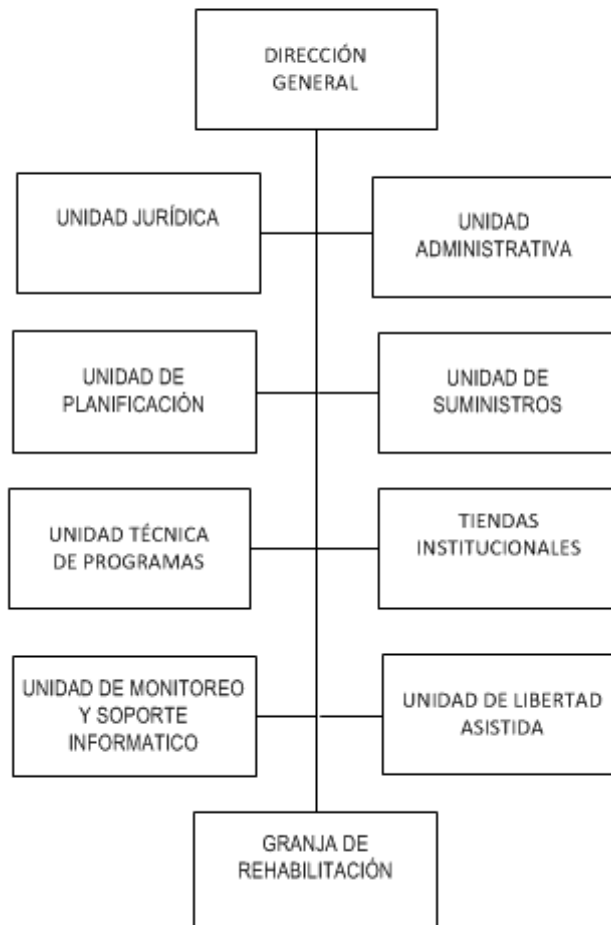 DIRECCIÓN
GENERAL
UNIDAD JURÍDICA
UNIDAD
ADMINISTRATIVA
UNIDAD DE
PLANIFICACIÓN
UNIDAD DE
SUMINISTROS
UNIDAD TÉCNICA
DE PROGRAMAS
TIENDAS
INSTITUCIONALES
UNIDAD DE MONITOREO
Y SOPORTE
INFORMATICO
UNIDAD DE LIBERTAD
ASISTIDA
GRANJA DE
REHABILITACIÓN